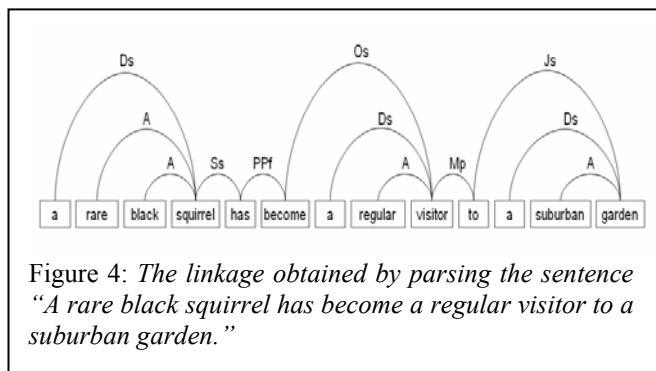 Ds Os Js
A Ds Ds
A Ss PPf A Mp A
a rare black squirrel has become a regular visitor to a suburban garden
Figure 4: The linkage obtained by parsing the sentence
“A rare black squirrel has become a regular visitor to a
suburban garden.”